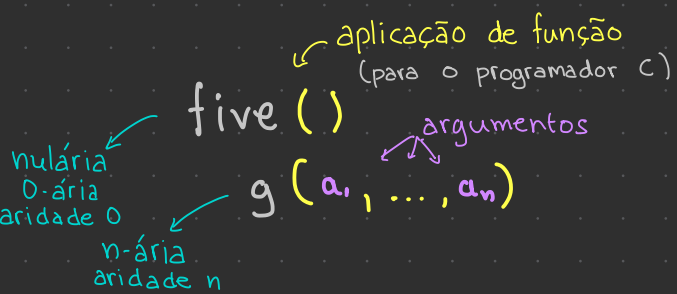 aplicação de função
(para o programador C)
five ()
argumentos
nulária
0-ária
aridade 0
g (a₁, ..., aₙ)
n-ária
aridade n